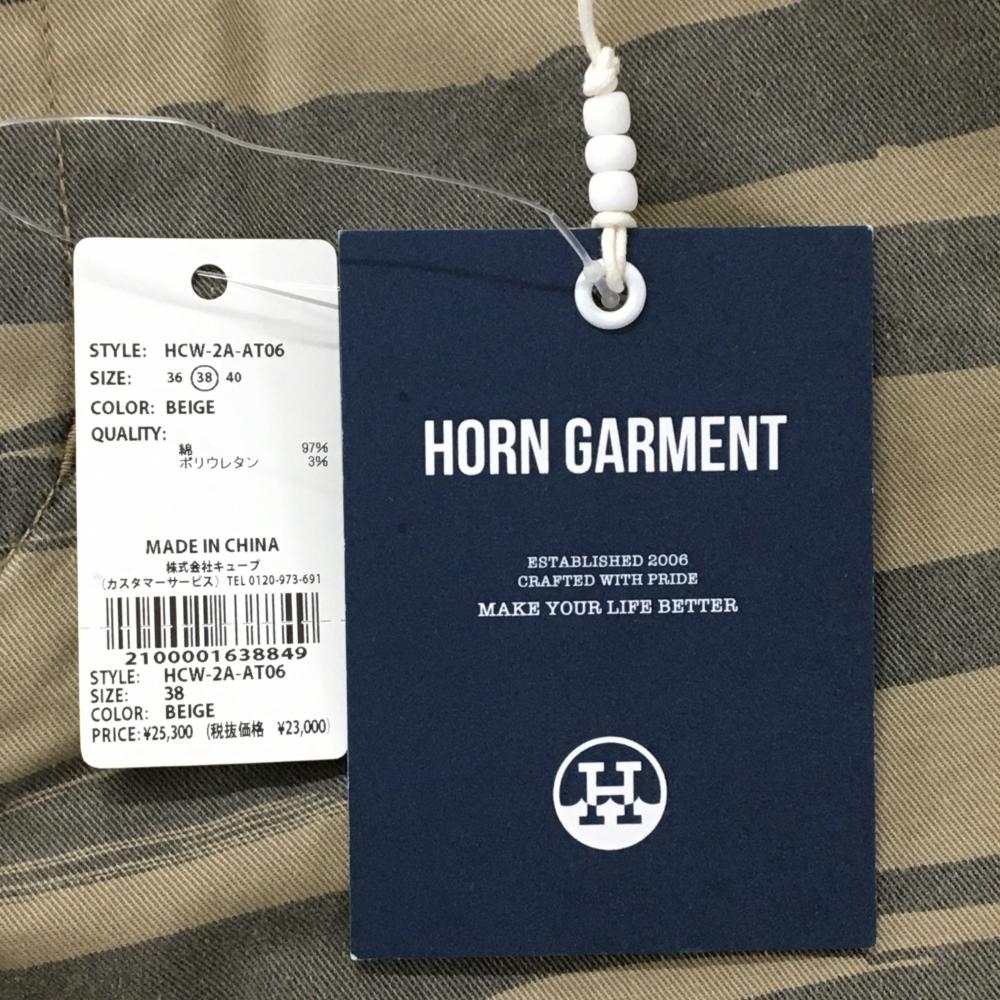 STYLE: HCW-2A-AT06
SIZE: 36 38 40
COLOR: BEIGE
QUALITY:
綿 97%
ポリウレタン 3%
MADE IN CHINA
株式会社キューブ
(カスタマーサービス) TEL 0120-973-691
2100001638849
STYLE: HCW-2A-AT06
SIZE: 38
COLOR: BEIGE
PRICE: ¥25,300 (税抜価格 ¥23,000)
HORN GARMENT
ESTABLISHED 2006
CRAFTED WITH PRIDE
MAKE YOUR LIFE BETTER
H